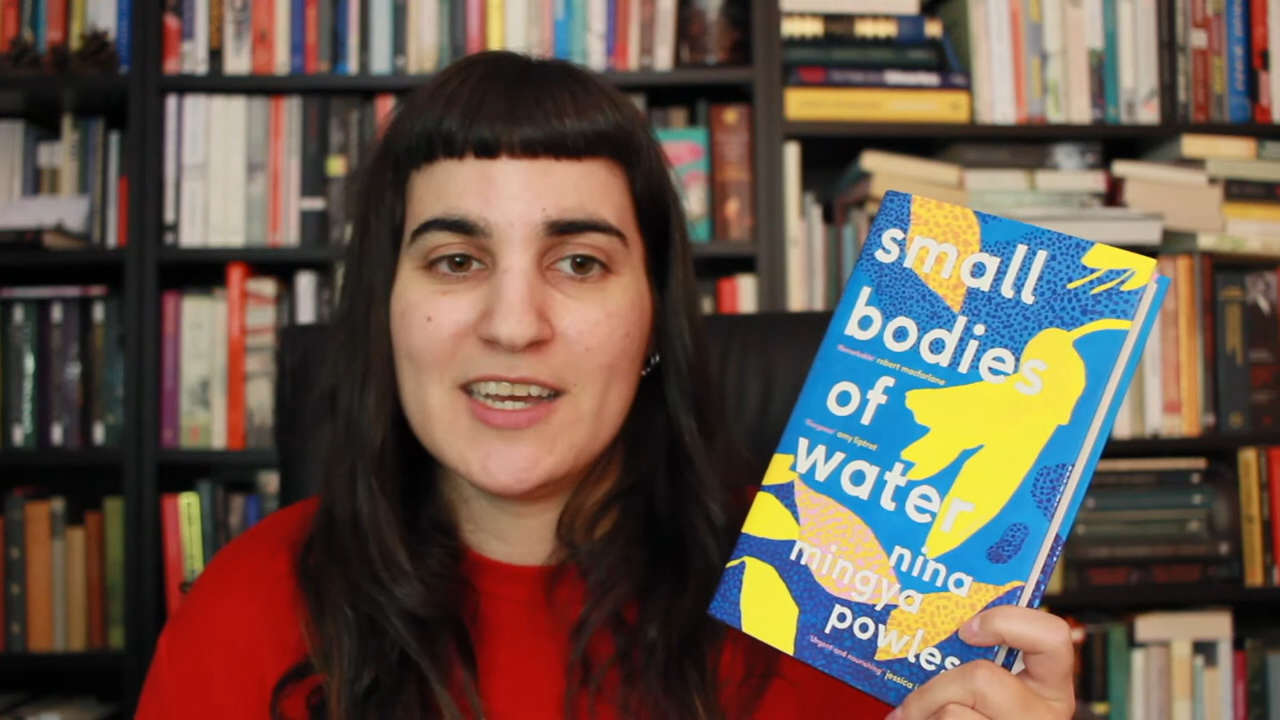 small
bodies
of
water
'Remarkable' robert macfarlane
'Gorgeous' amy liptrot
nina
mingya
powles
'Urgent and nourishing' jessica